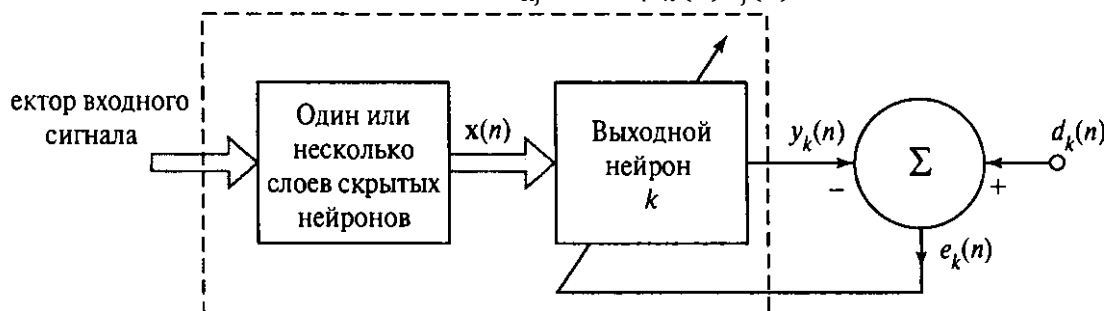 ектор входного
сигнала
Один или
несколько
слоев скрытых
нейронов
x(n)
Выходной
нейрон
k
y_k(n)
−
Σ
+
d_k(n)
e_k(n)